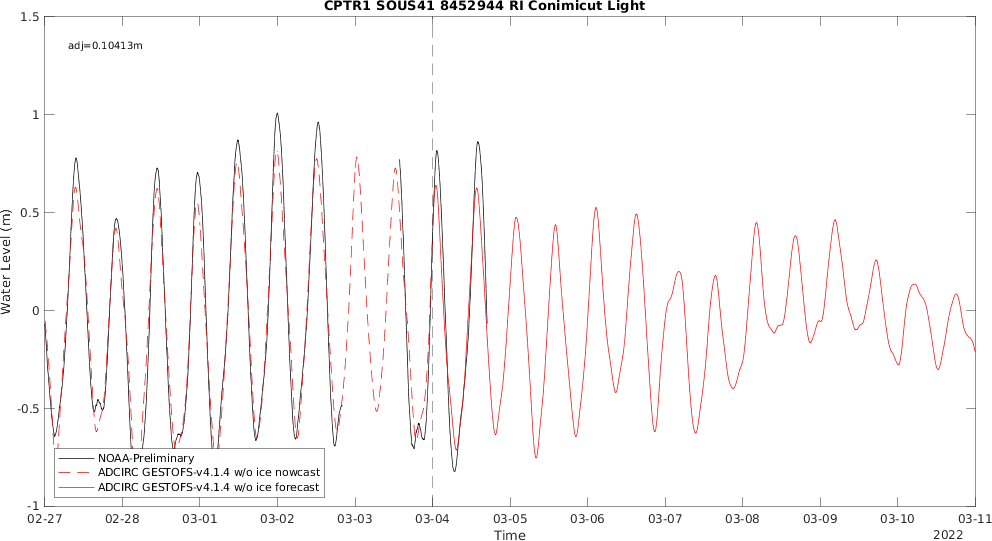 CPTR1 SOUS41 8452944 RI Conimicut Light
adj=0.10413m
Water Level (m)
1.5
1
0.5
0
-0.5
-1
NOAA-Preliminary
ADCIRC GESTOFS-v4.1.4 w/o ice nowcast
ADCIRC GESTOFS-v4.1.4 w/o ice forecast
02-27 02-28 03-01 03-02 03-03 03-04 03-05 03-06 03-07 03-08 03-09 03-10 03-11
Time
2022